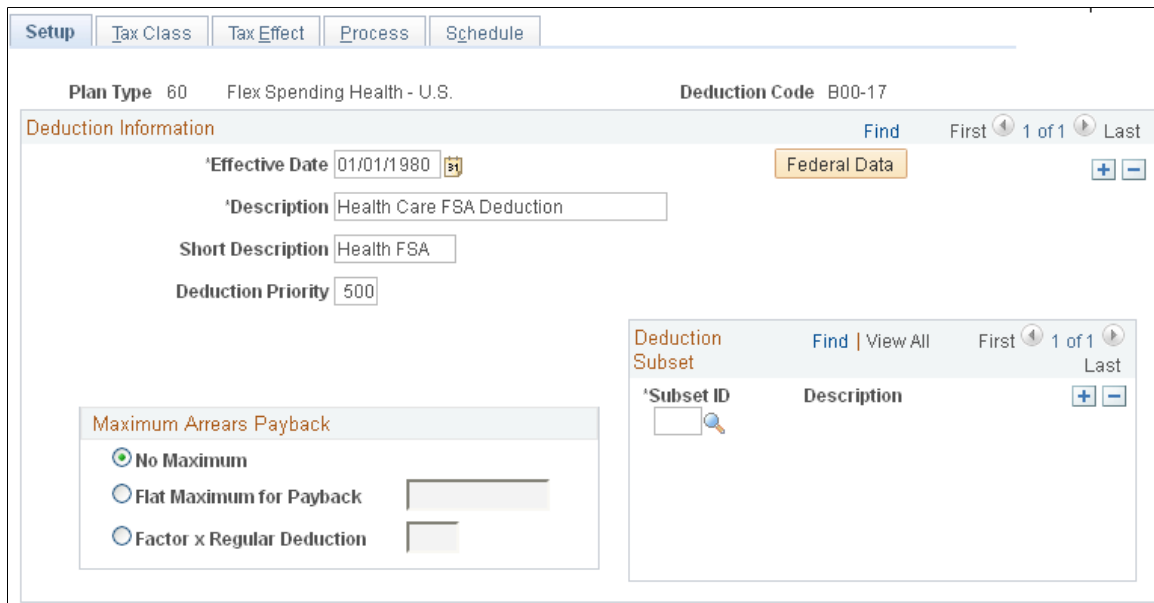 Setup Tax Class Tax Effect Process Schedule
Plan Type 60 Flex Spending Health - U.S. Deduction Code B00-17
Deduction Information Find First 1 of 1 Last
*Effective Date 01/01/1980 31 Federal Data
*Description Health Care FSA Deduction
Short Description Health FSA
Deduction Priority 500
Deduction Subset Find | View All First 1 of 1 Last
*Subset ID Description
Maximum Arrears Payback
No Maximum
Flat Maximum for Payback
Factor x Regular Deduction